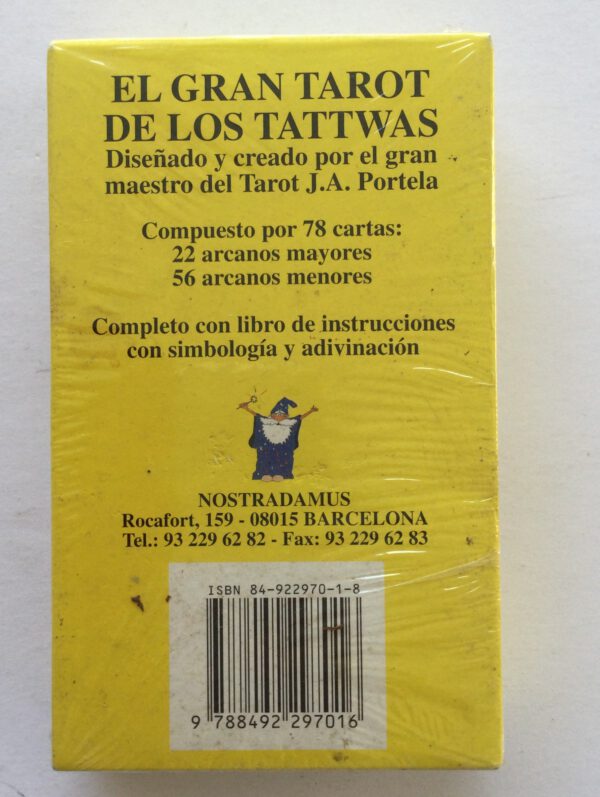 EL GRAN TAROT
DE LOS TATTWAS
Diseñado y creado por el gran
maestro del Tarot J.A. Portela
Compuesto por 78 cartas:
22 arcanos mayores
56 arcanos menores
Completo con libro de instrucciones
con simbología y adivinación
NOSTRADAMUS
Rocafort, 159 - 08015 BARCELONA
Tel.: 93 229 62 82 - Fax: 93 229 62 83
ISBN 84-922970-1-8
9 788492 297016